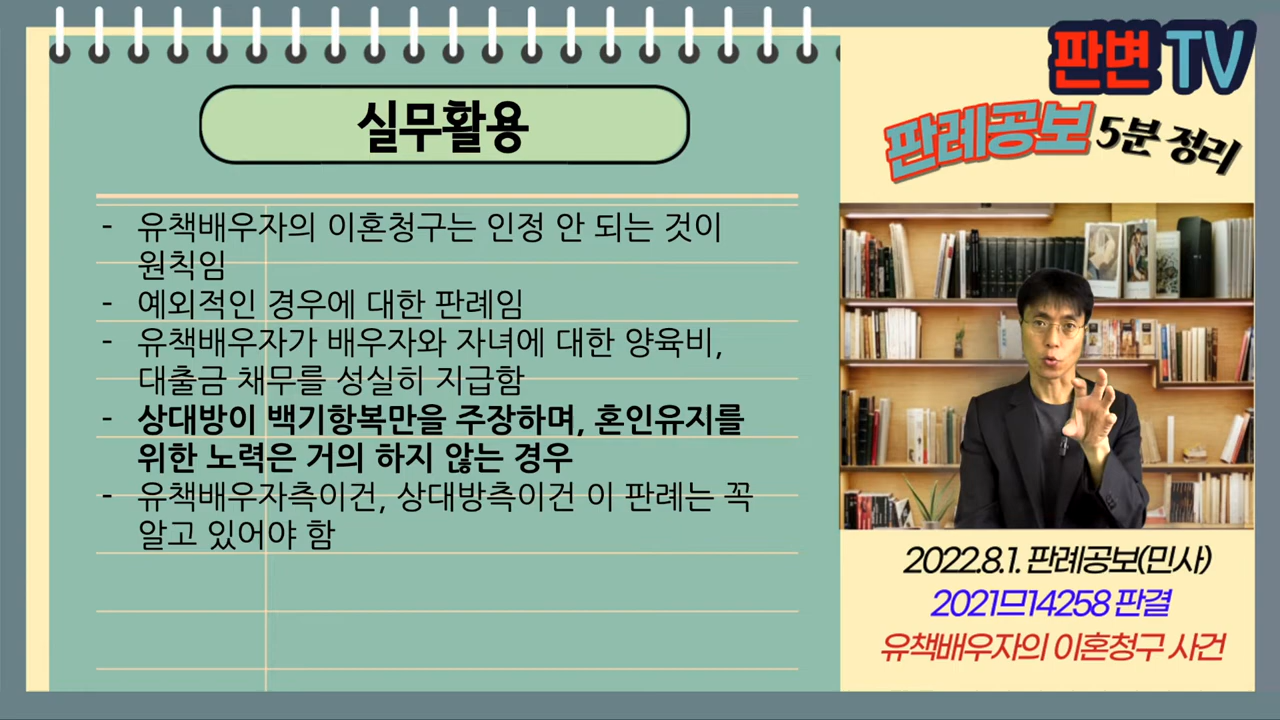 실무활용
- 유책배우자의 이혼청구는 인정 안 되는 것이
원칙임
- 예외적인 경우에 대한 판례임
- 유책배우자가 배우자와 자녀에 대한 양육비,
대출금 채무를 성실히 지급함
- 상대방이 백기항복만을 주장하며, 혼인유지를
위한 노력은 거의 하지 않는 경우
- 유책배우자측이건, 상대방측이건 이 판례는 꼭
알고 있어야 함
판변 TV
판례공보 5분 정리
2022.8.1. 판례공보(민사)
2021므14258 판결
유책배우자의 이혼청구 사건